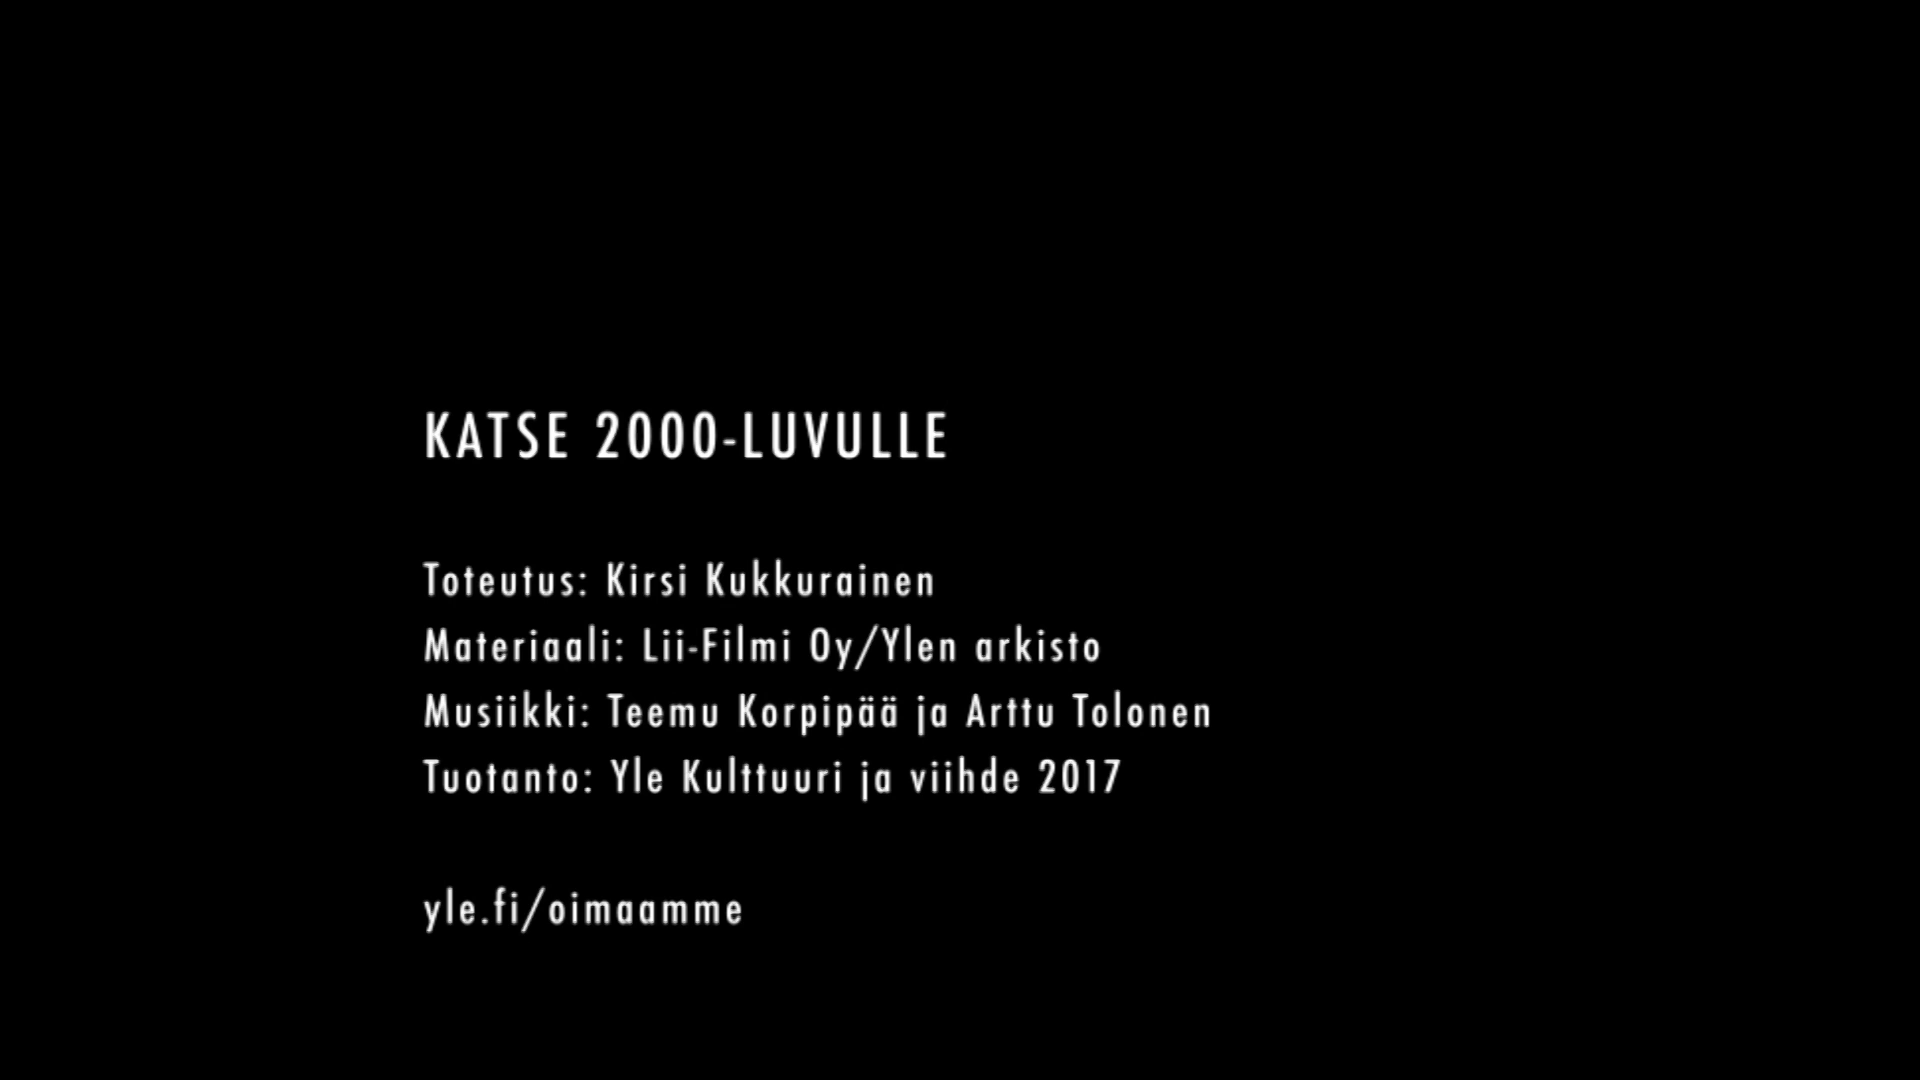 KATSE 2000-LUVULLE
Toteutus: Kirsi Kukkurainen
Materiaali: Lii-Filmi Oy/Ylen arkisto
Musiikki: Teemu Korpipää ja Arttu Tolonen
Tuotanto: Yle Kulttuuri ja viihde 2017
yle.fi/oimaamme